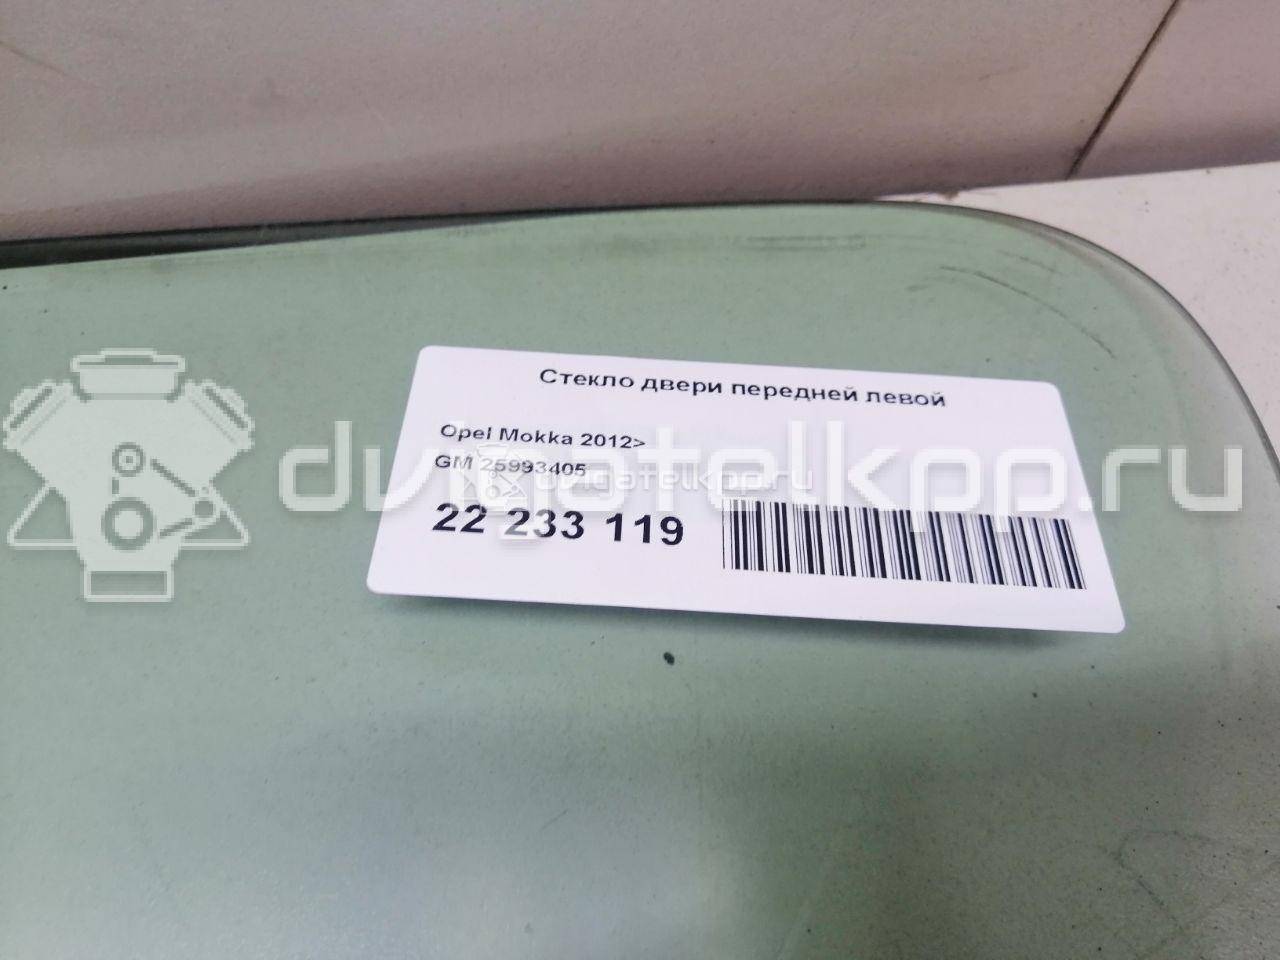 Стекло двери передней левой
Opel Mokka 2012>
GM 25993405
dvigatelkpp.ru
dvigatelkpp.ru
22 233 119